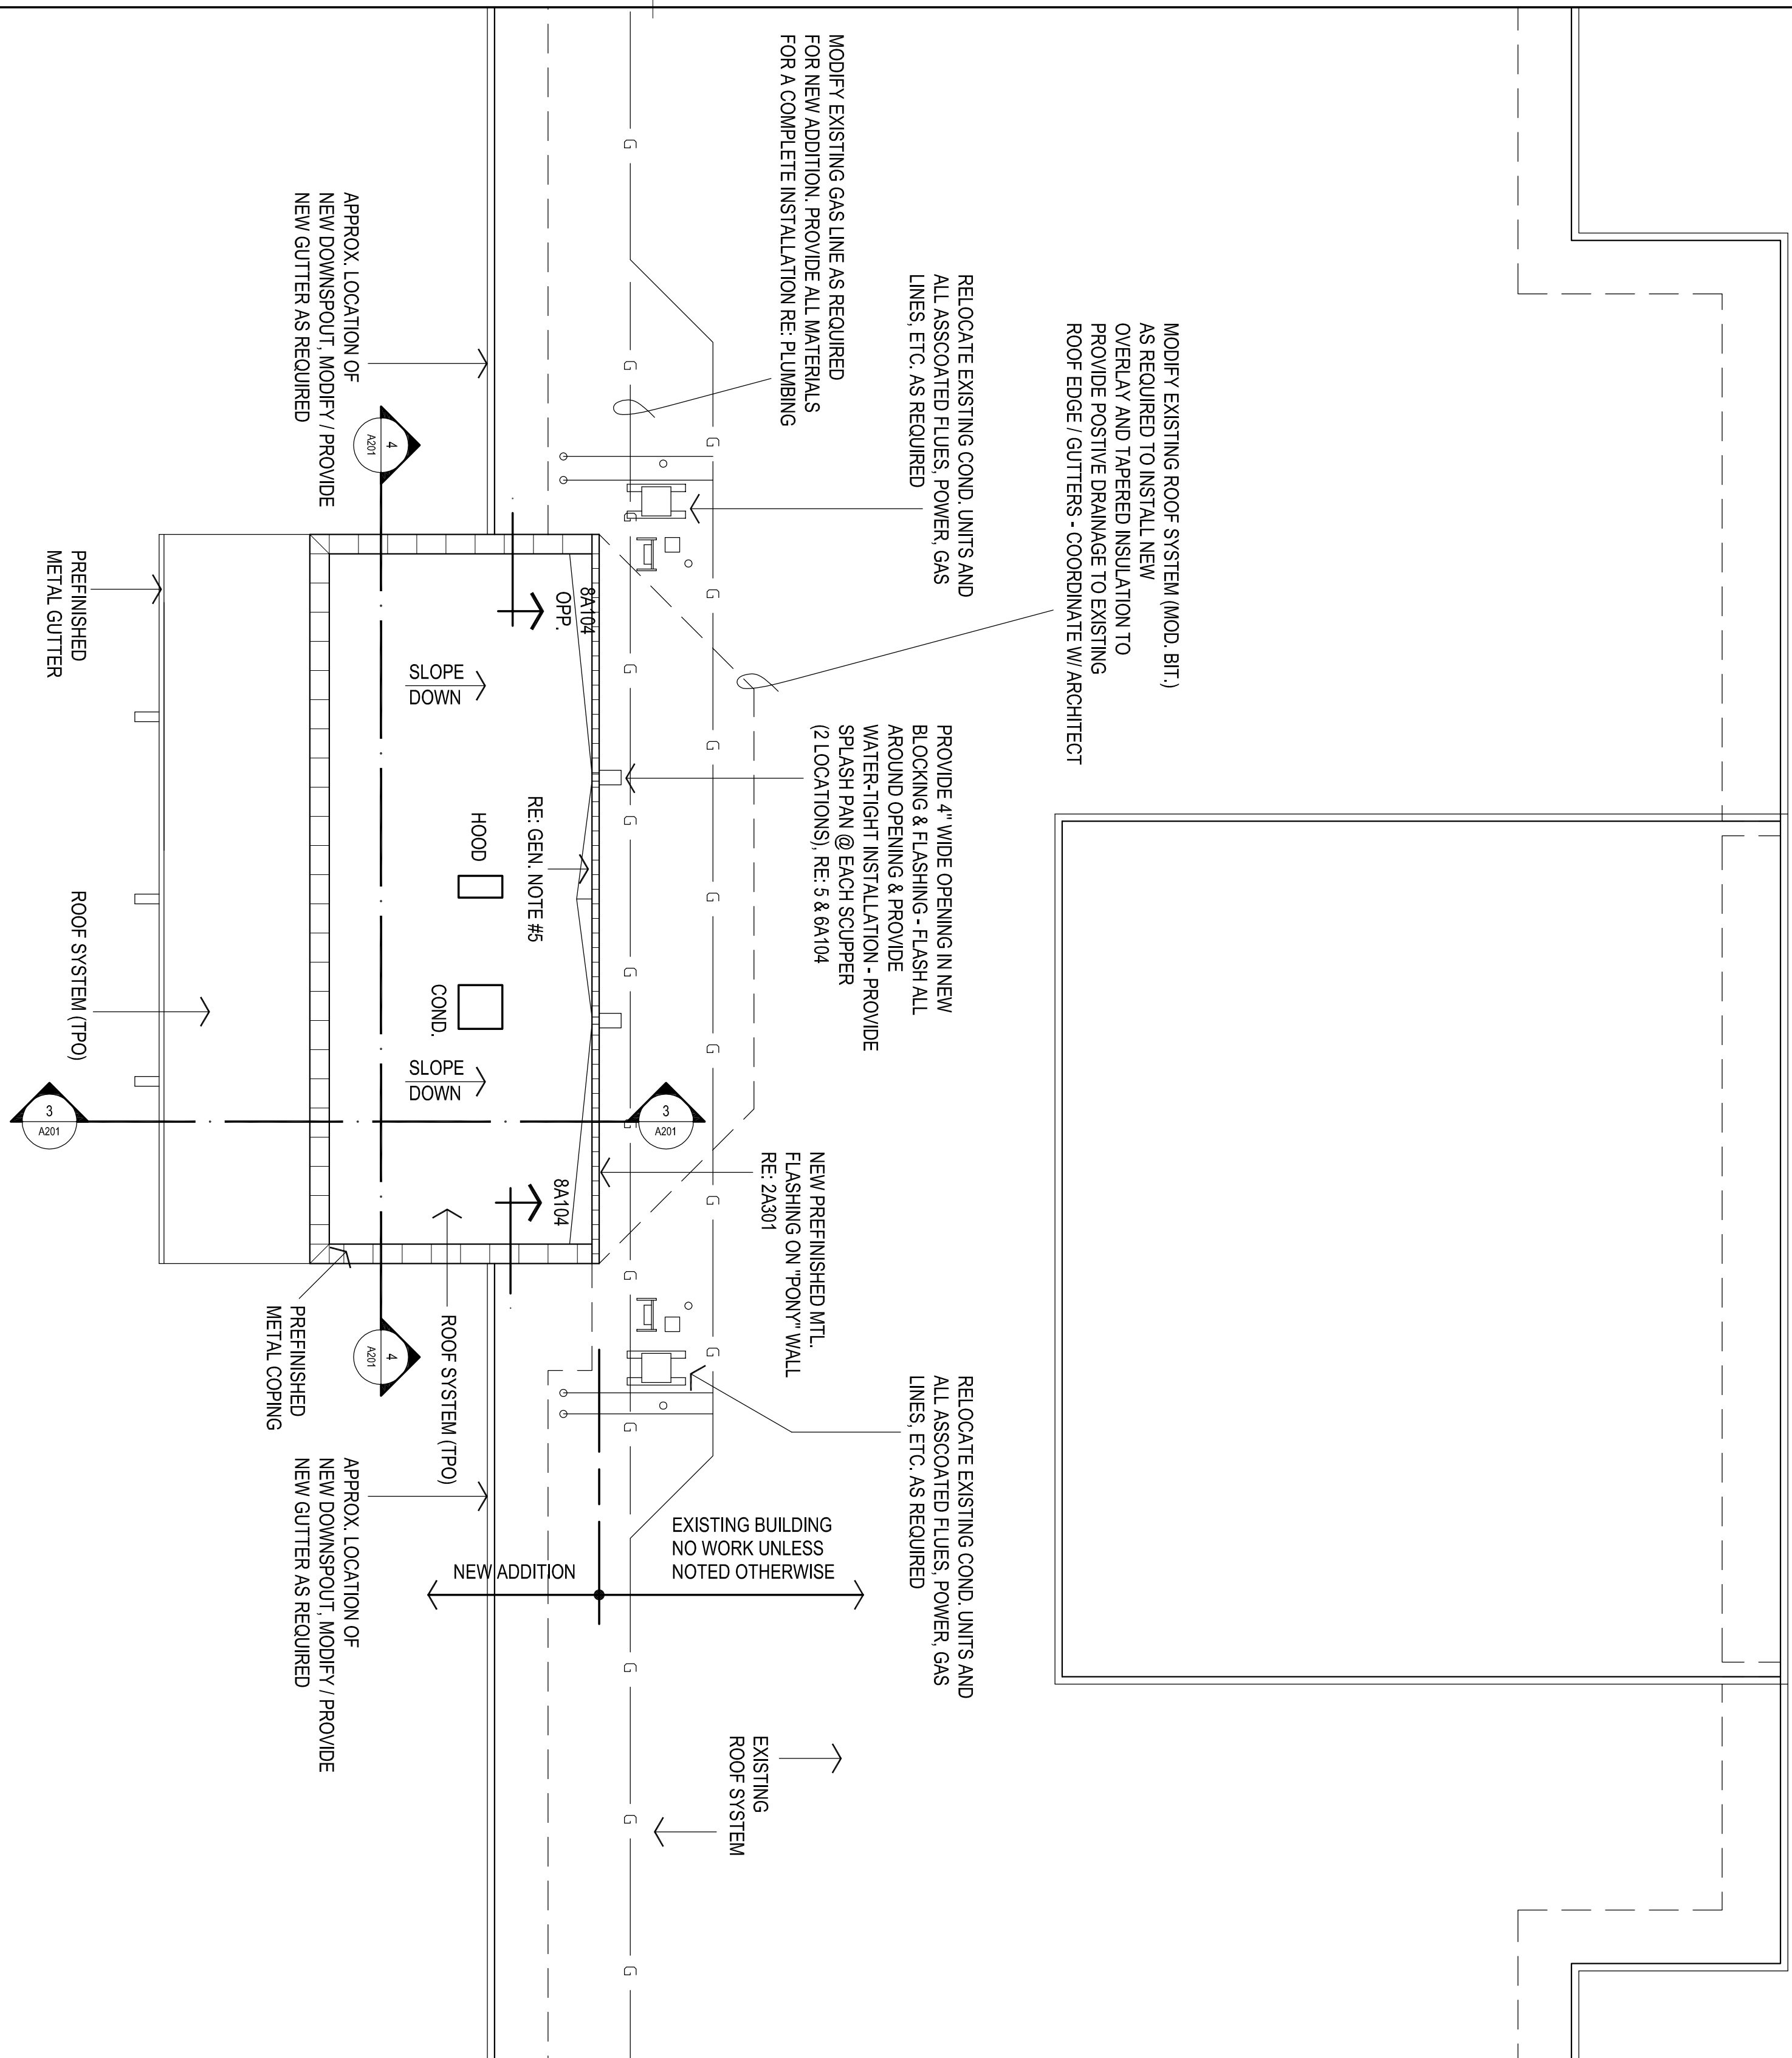 MODIFY EXISTING ROOF SYSTEM (MOD. BIT.)
AS REQUIRED TO INSTALL NEW
OVERLAY AND TAPERED INSULATION TO
PROVIDE POSTIVE DRAINAGE TO EXISTING
ROOF EDGE / GUTTERS - COORDINATE W/ ARCHITECT
RELOCATE EXISTING COND. UNITS AND
ALL ASSCOATED FLUES, POWER, GAS
LINES, ETC. AS REQUIRED
MODIFY EXISTING GAS LINE AS REQUIRED
FOR NEW ADDITION. PROVIDE ALL MATERIALS
FOR A COMPLETE INSTALLATION RE: PLUMBING
PROVIDE 4" WIDE OPENING IN NEW
BLOCKING & FLASHING - FLASH ALL
AROUND OPENING & PROVIDE
WATER-TIGHT INSTALLATION - PROVIDE
SPLASH PAN @ EACH SCUPPER
(2 LOCATIONS), RE: 5 & 6A104
NEW PREFINISHED MTL.
FLASHING ON "PONY" WALL
RE: 2A301
RELOCATE EXISTING COND. UNITS AND
ALL ASSCOATED FLUES, POWER, GAS
LINES, ETC. AS REQUIRED
EXISTING
ROOF SYSTEM
EXISTING BUILDING
NO WORK UNLESS
NOTED OTHERWISE
NEW ADDITION
G G G G G G G G
G G G G G G G G G G G G G
3
A201
8A104
OPP.
RE: GEN. NOTE #5
8A104
HOOD
COND.
SLOPE
DOWN
SLOPE
DOWN
ROOF SYSTEM (TPO)
4
A201
4
A201
APPROX. LOCATION OF
NEW DOWNSPOUT, MODIFY / PROVIDE
NEW GUTTER AS REQUIRED
PREFINISHED
METAL COPING
APPROX. LOCATION OF
NEW DOWNSPOUT, MODIFY / PROVIDE
NEW GUTTER AS REQUIRED
PREFINISHED
METAL GUTTER
ROOF SYSTEM (TPO)
3
A201